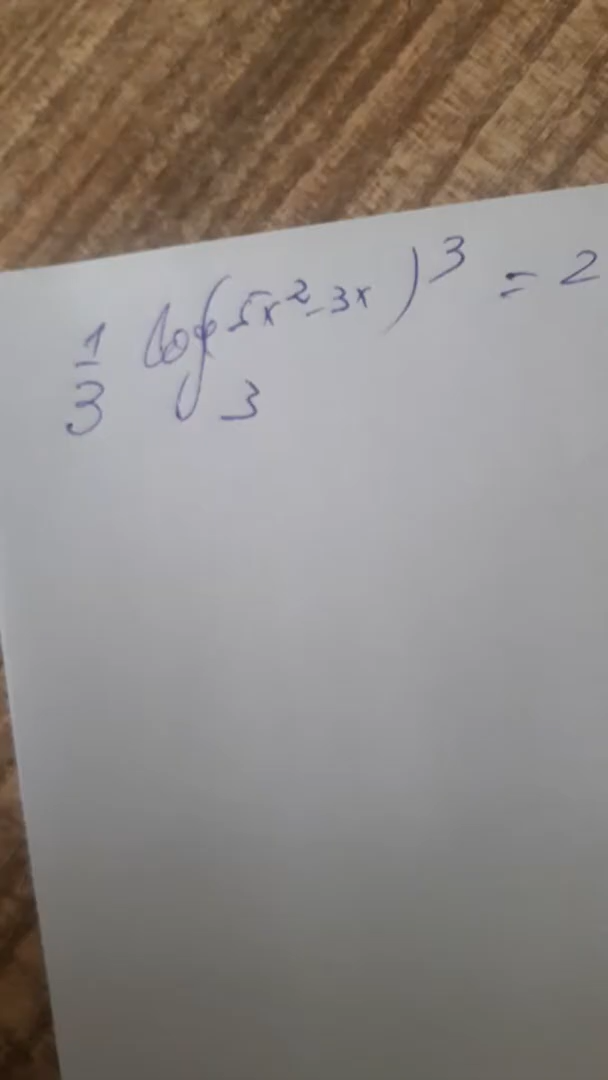 1/3 log₃(5x² - 3x)³ = 2